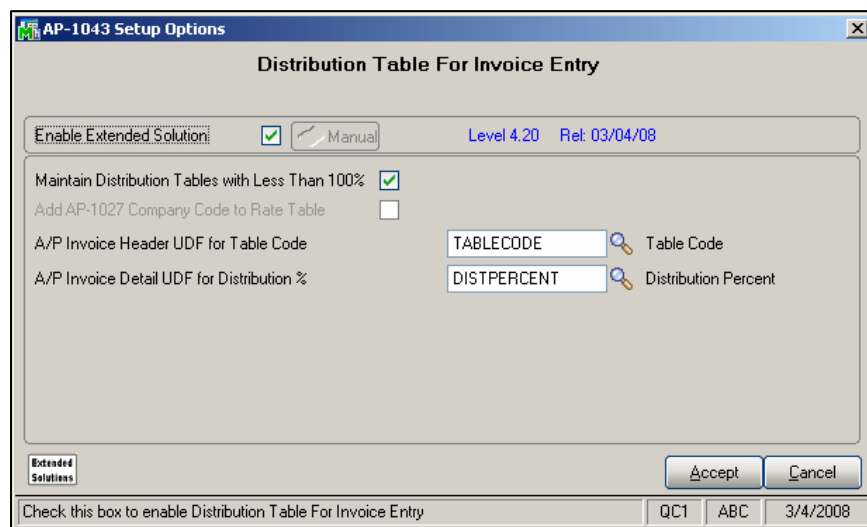 AP-1043 Setup Options
Distribution Table For Invoice Entry
Enable Extended Solution Manual Level 4.20 Rel: 03/04/08
Maintain Distribution Tables with Less Than 100%
Add AP-1027 Company Code to Rate Table
A/P Invoice Header UDF for Table Code TABLECODE Table Code
A/P Invoice Detail UDF for Distribution % DISTPERCENT Distribution Percent
Extended
Solutions
Accept Cancel
Check this box to enable Distribution Table For Invoice Entry QC1 ABC 3/4/2008